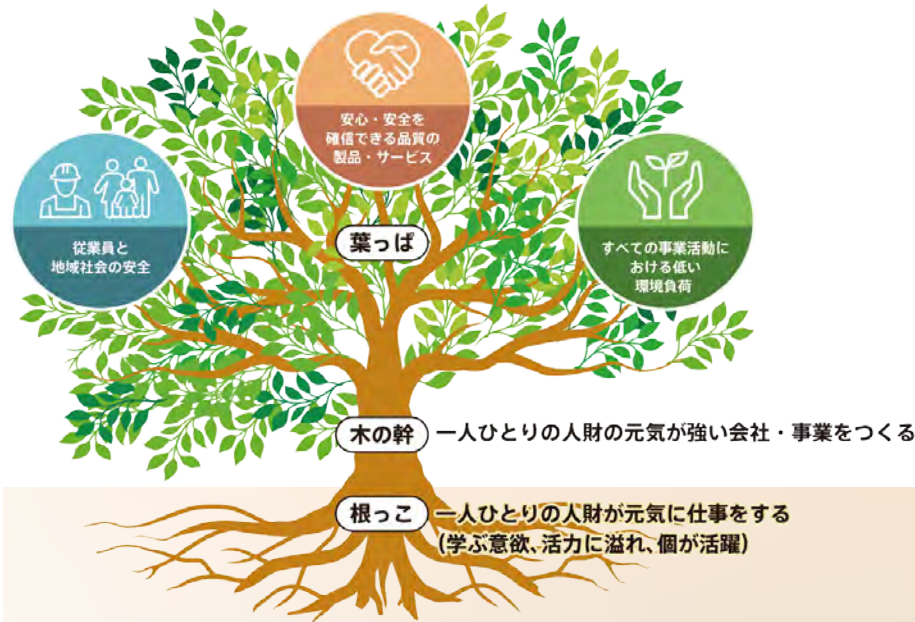 安心・安全を
確信できる品質の
製品・サービス
従業員と
地域社会の安全
すべての事業活動に
おける低い
環境負荷
葉っぱ
木の幹
一人ひとりの人財の元気が強い会社・事業をつくる
根っこ
一人ひとりの人財が元気に仕事をする
(学ぶ意欲、活力に溢れ、個が活躍)